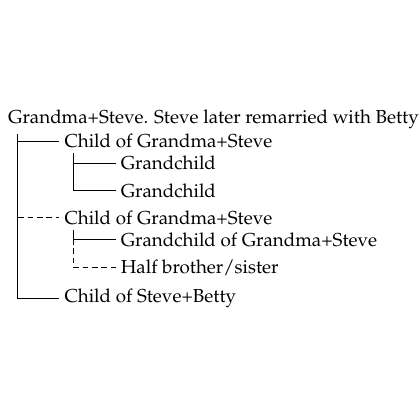 Grandma+Steve. Steve later remarried with Betty
Child of Grandma+Steve
Grandchild
Grandchild
Child of Grandma+Steve
Grandchild of Grandma+Steve
Half brother/sister
Child of Steve+Betty